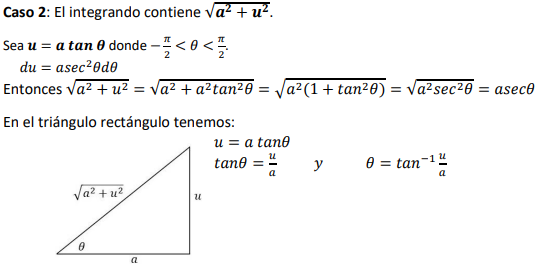 Caso 2: El integrando contiene √(a² + u²).
Sea u = a tan θ donde −π/2 < θ < π/2.
du = asec²θdθ
Entonces √(a² + u²) = √(a² + a²tan²θ) = √(a²(1 + tan²θ)) = √(a²sec²θ) = asecθ
En el triángulo rectángulo tenemos:
u = a tanθ
tanθ = u/a y θ = tan⁻¹ u/a
√(a² + u²)
u
θ
a